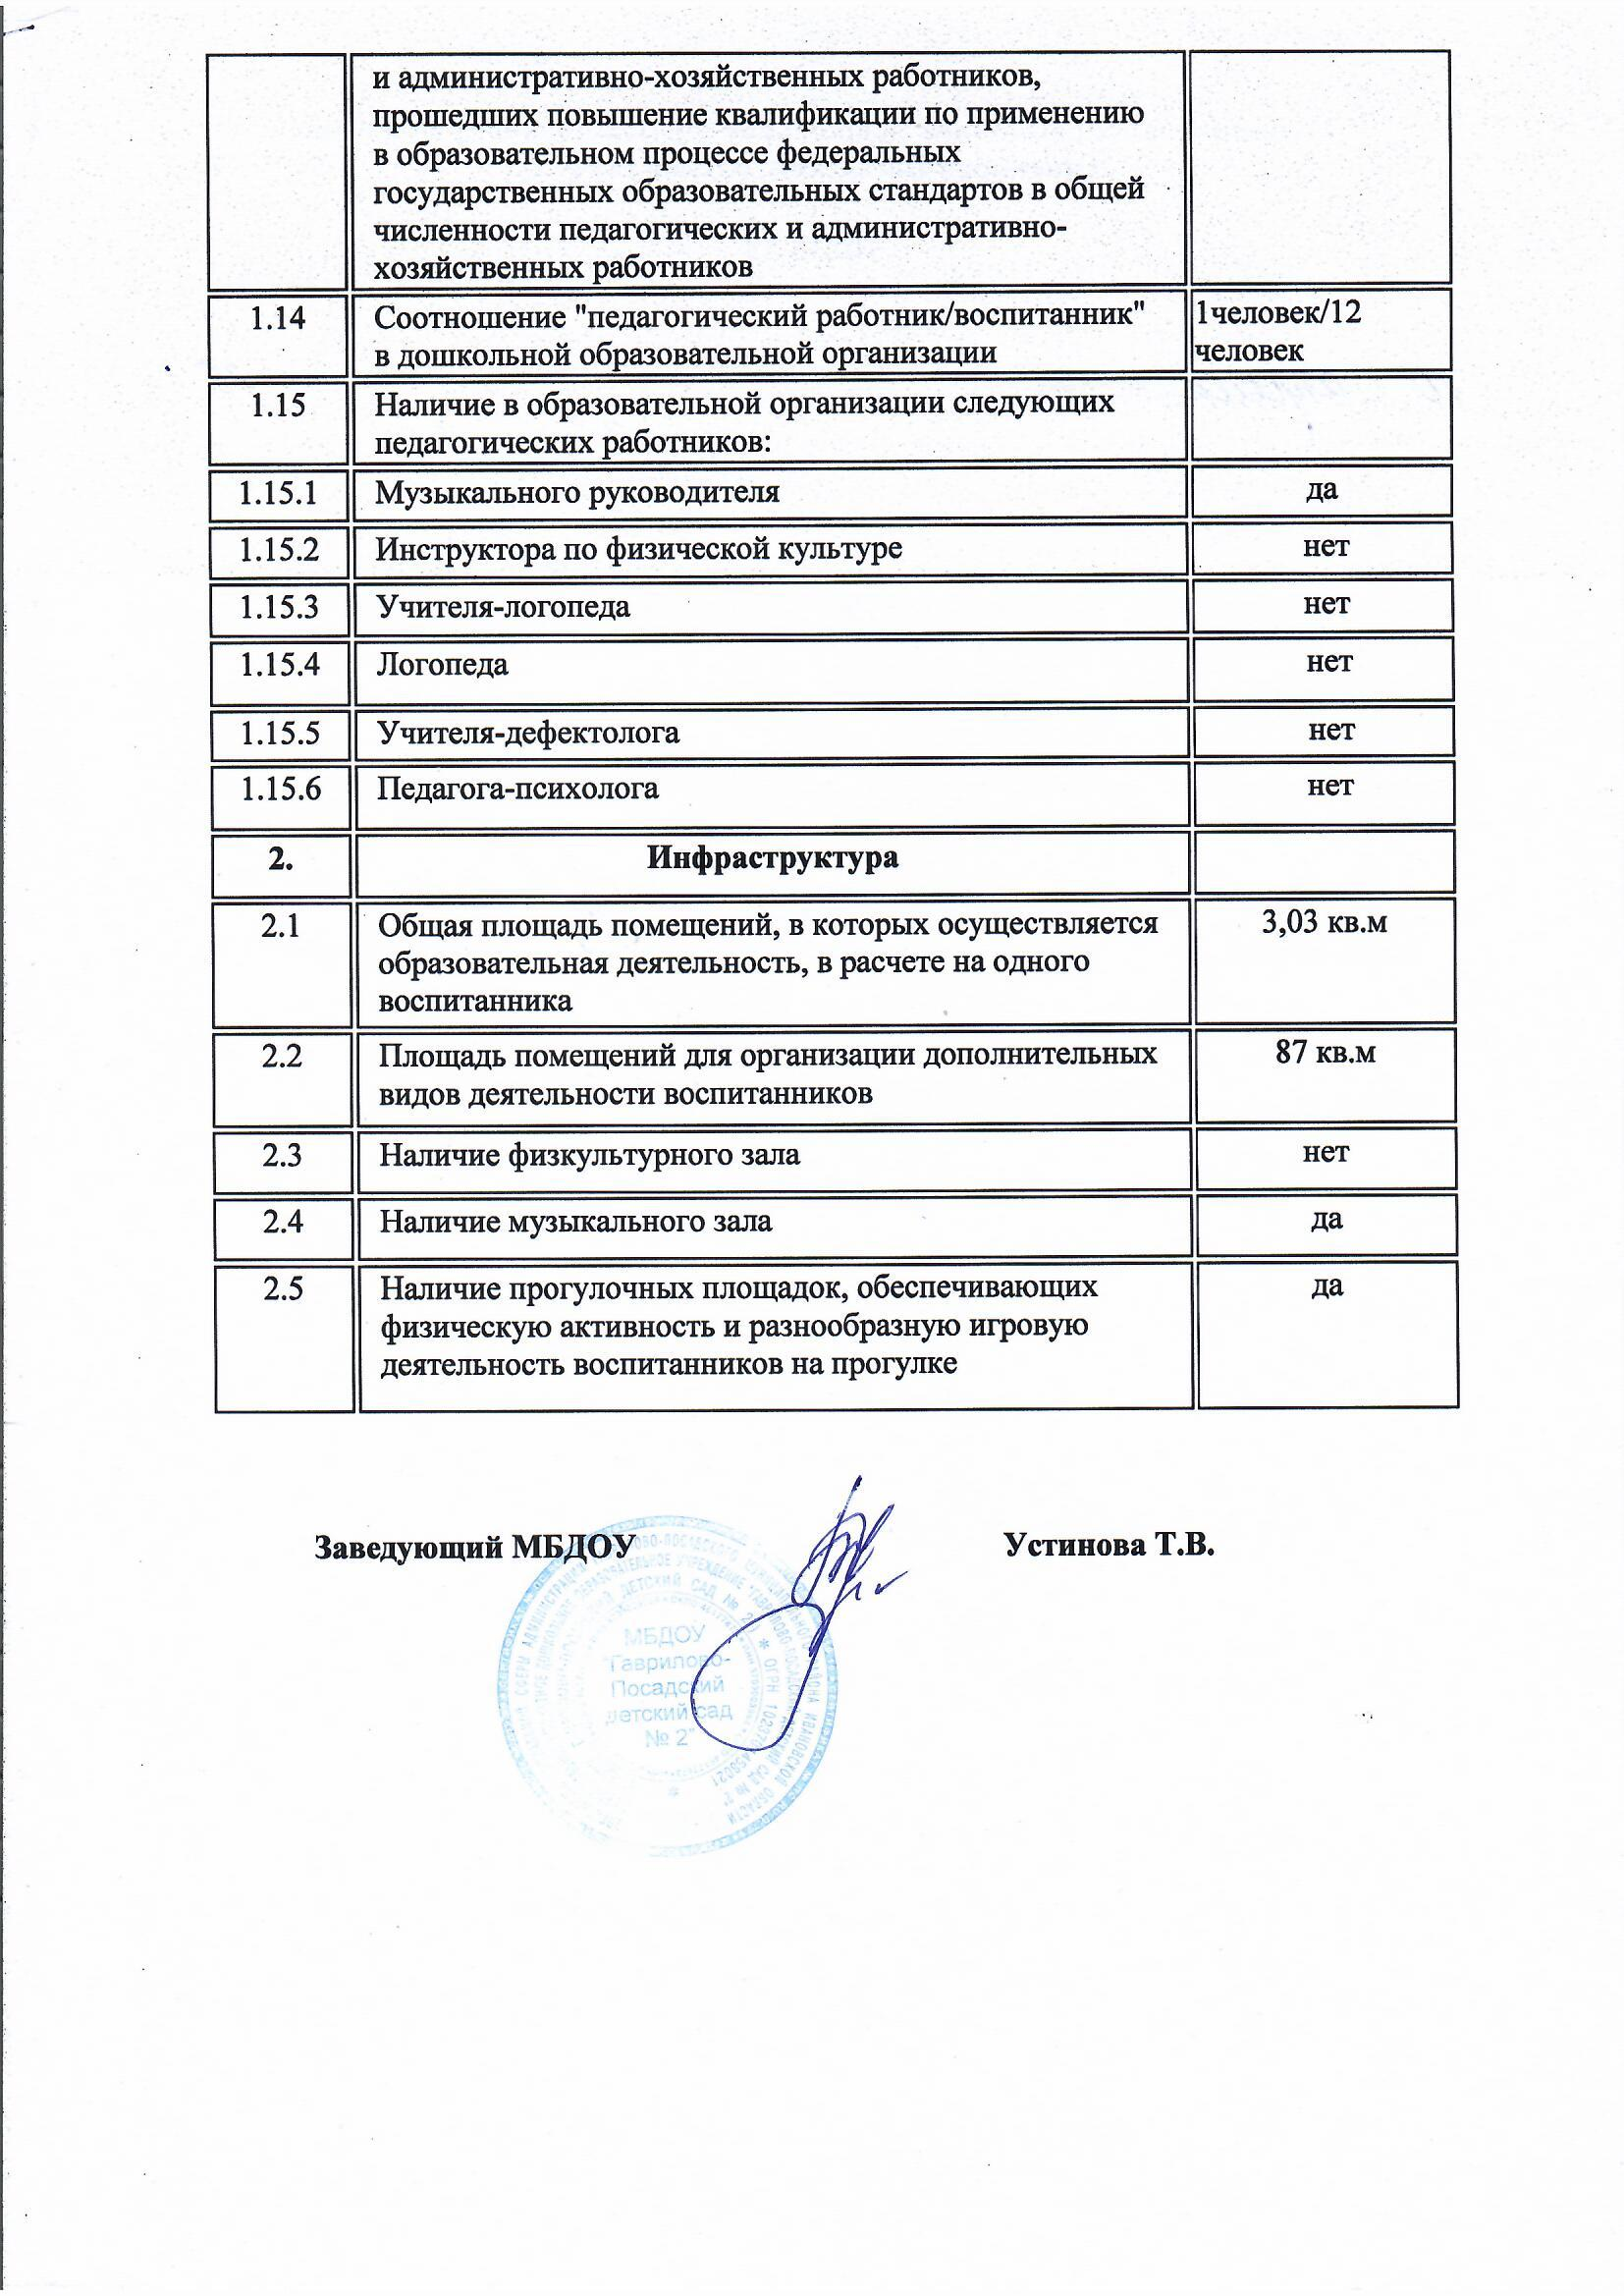 и административно-хозяйственных работников,
прошедших повышение квалификации по применению
в образовательном процессе федеральных
государственных образовательных стандартов в общей
численности педагогических и административно-
хозяйственных работников
1.14 Соотношение "педагогический работник/воспитанник" 1человек/12
в дошкольной образовательной организации человек
1.15 Наличие в образовательной организации следующих
педагогических работников:
1.15.1 Музыкального руководителя да
1.15.2 Инструктора по физической культуре нет
1.15.3 Учителя-логопеда нет
1.15.4 Логопеда нет
1.15.5 Учителя-дефектолога нет
1.15.6 Педагога-психолога нет
2. Инфраструктура
2.1 Общая площадь помещений, в которых осуществляется 3,03 кв.м
образовательная деятельность, в расчете на одного
воспитанника
2.2 Площадь помещений для организации дополнительных 87 кв.м
видов деятельности воспитанников
2.3 Наличие физкультурного зала нет
2.4 Наличие музыкального зала да
2.5 Наличие прогулочных площадок, обеспечивающих да
физическую активность и разнообразную игровую
деятельность воспитанников на прогулке
Заведующий МБДОУ Устинова Т.В.
МБДОУ
"Гаврилово-
Посадский
детский сад
№ 2"